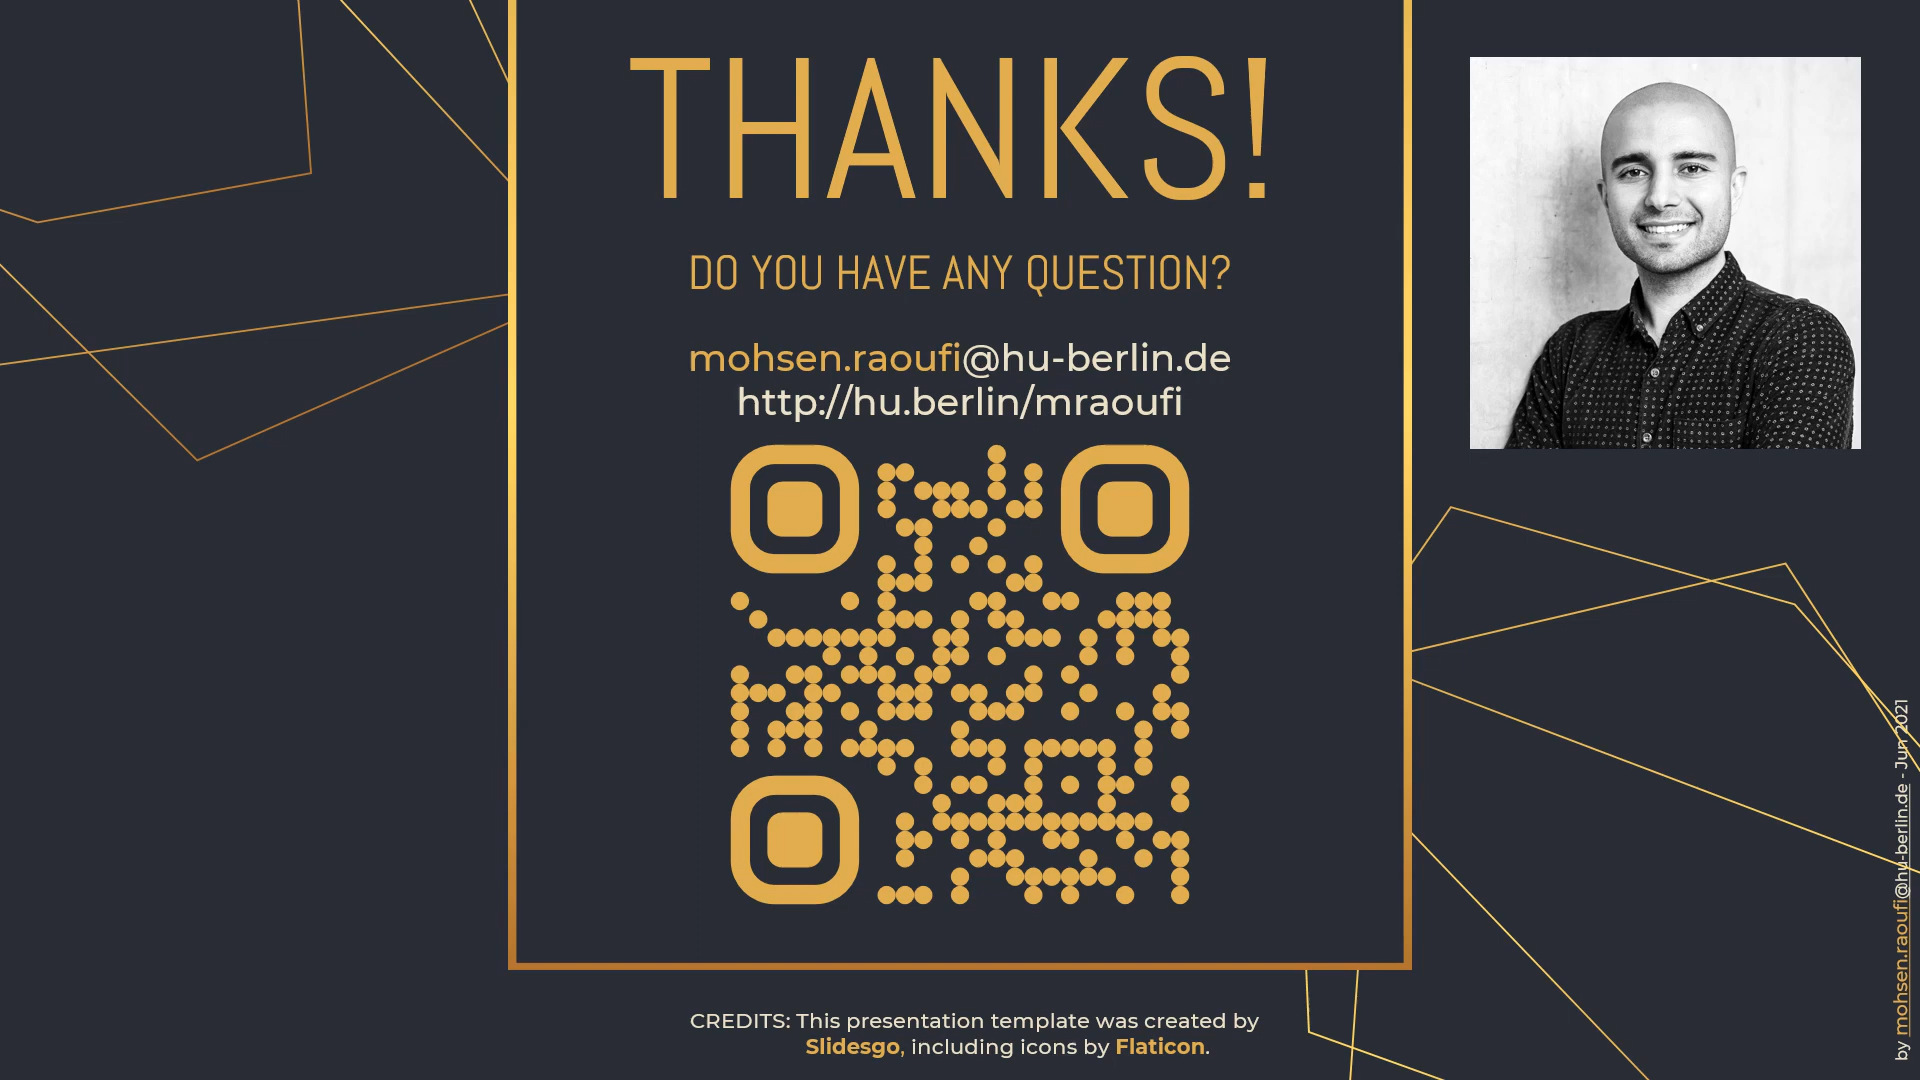 THANKS!
DO YOU HAVE ANY QUESTION?
mohsen.raoufi@hu-berlin.de
http://hu.berlin/mraoufi
CREDITS: This presentation template was created by
Slidesgo, including icons by Flaticon.
by mohsen.raoufi@hu-berlin.de - Jun 2021